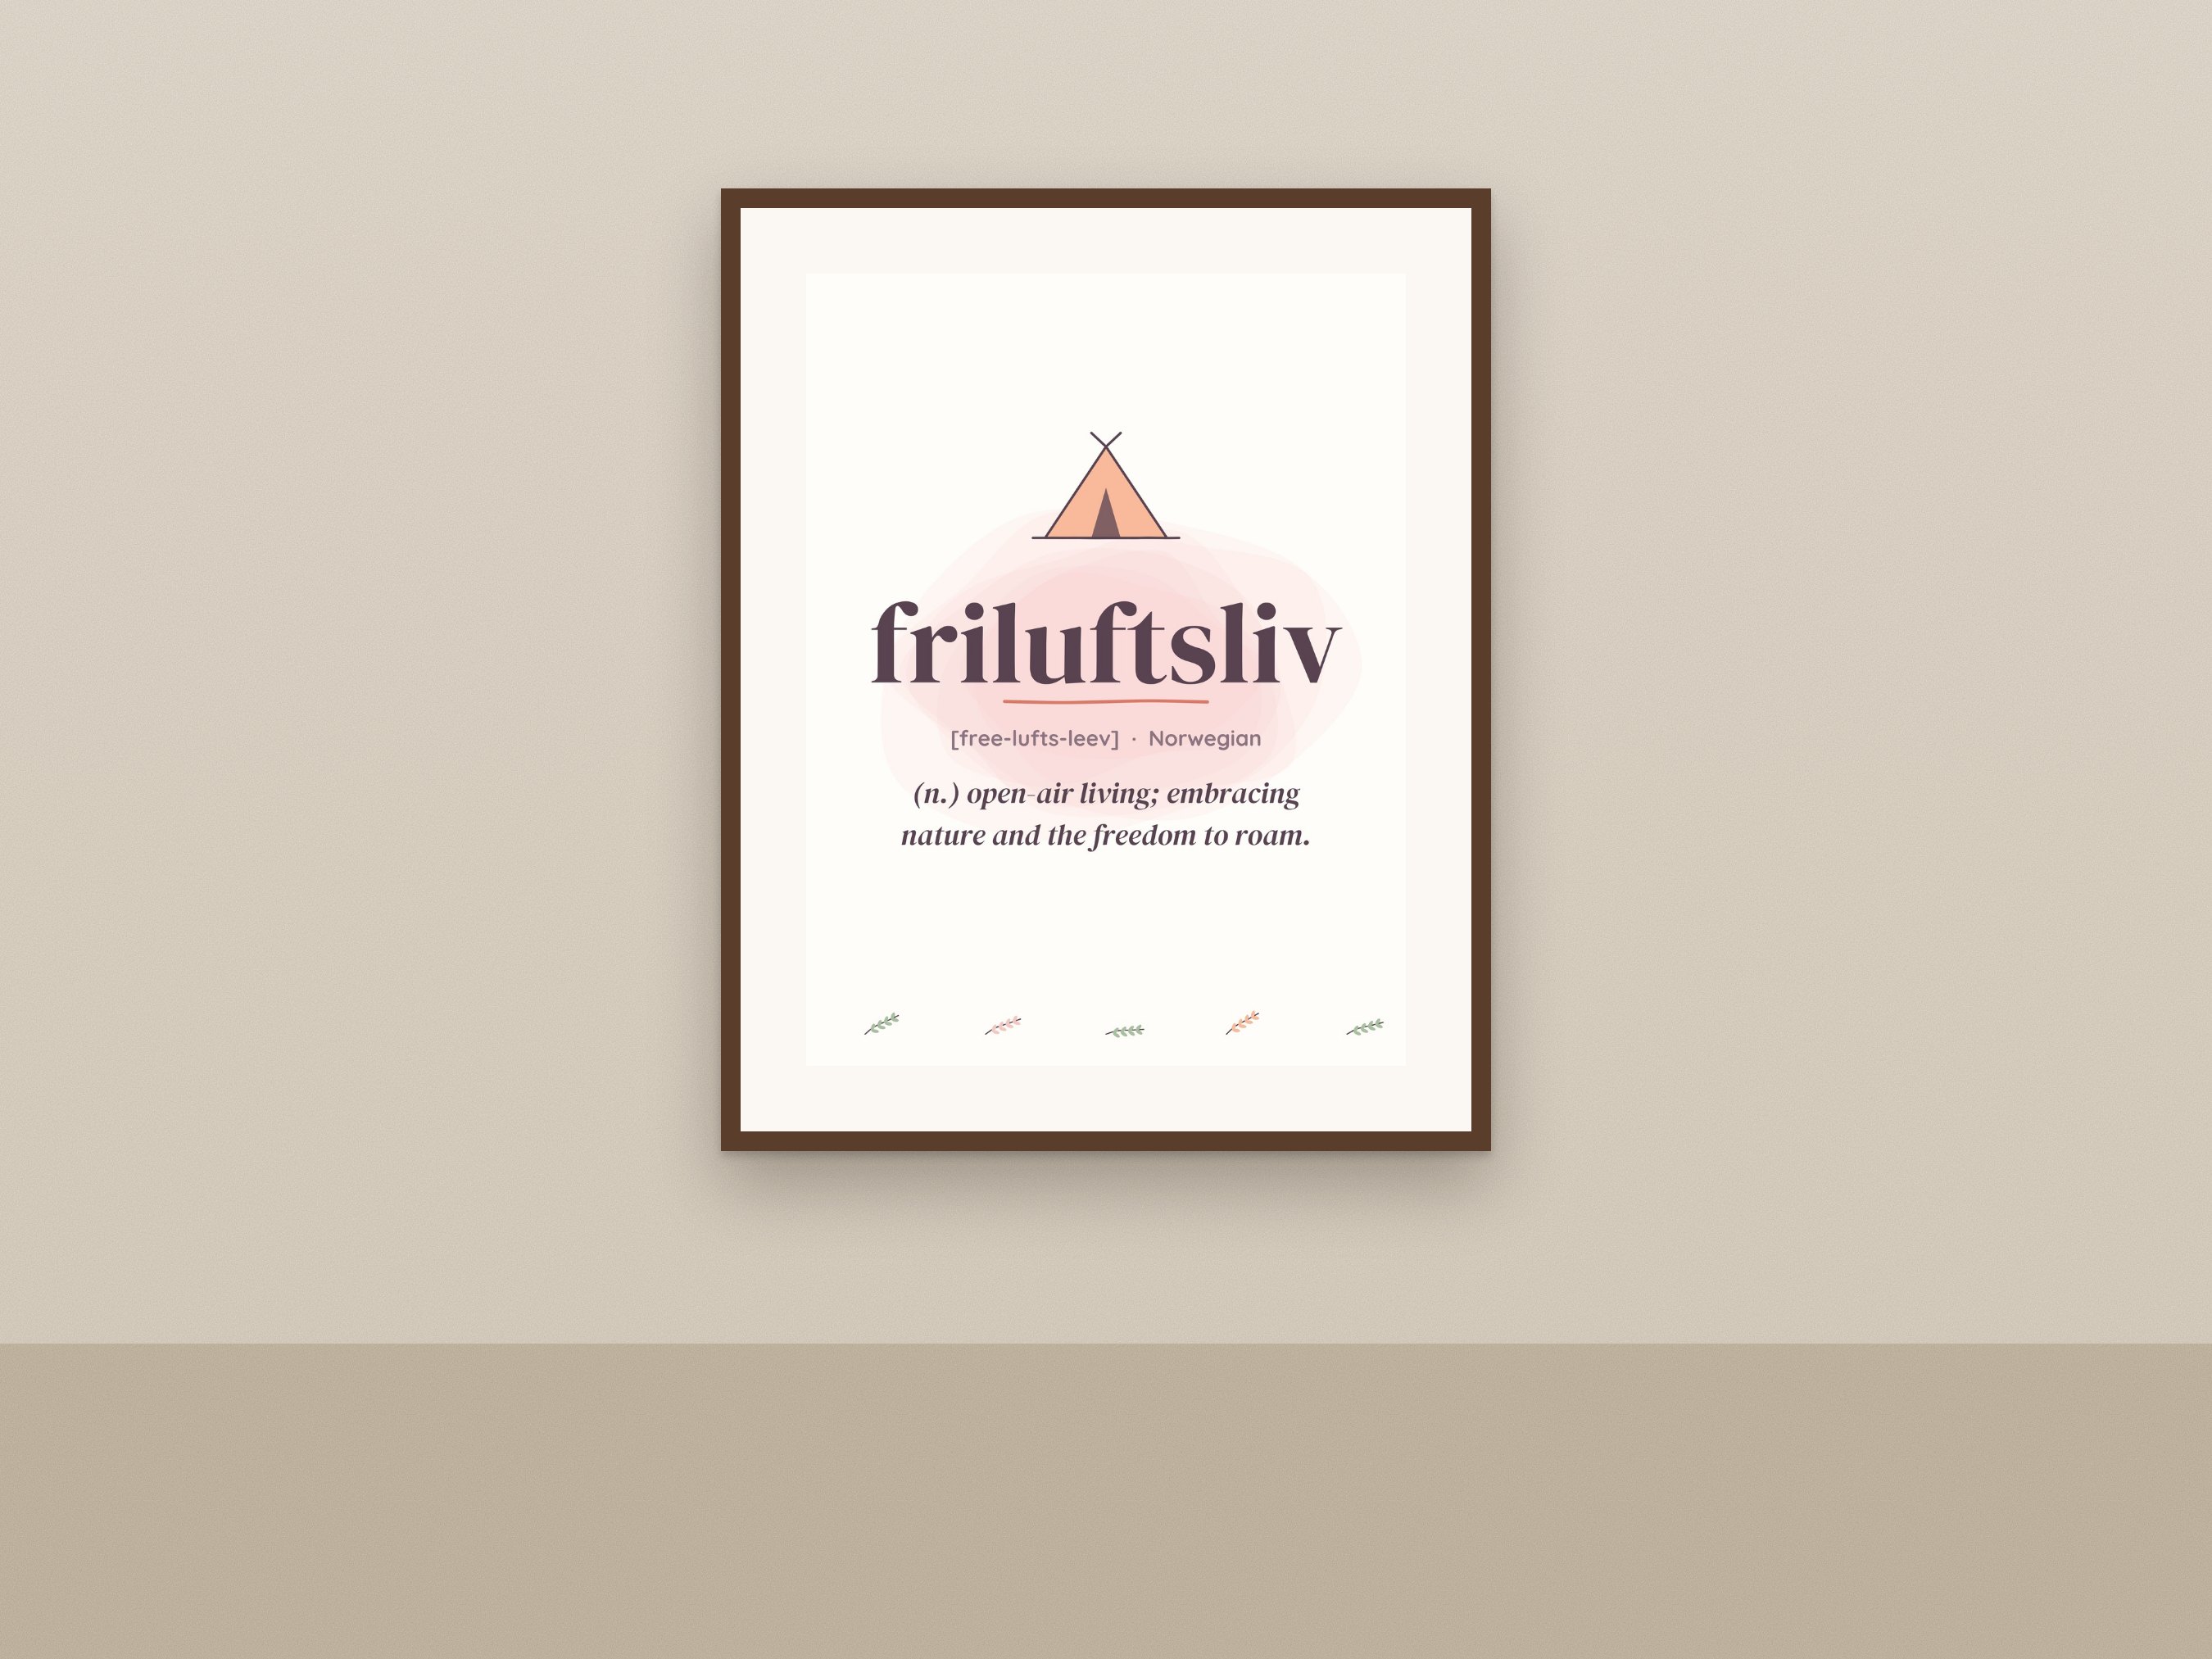 friluftsliv
[free-lufts-leev] · Norwegian
(n.) open-air living; embracing
nature and the freedom to roam.